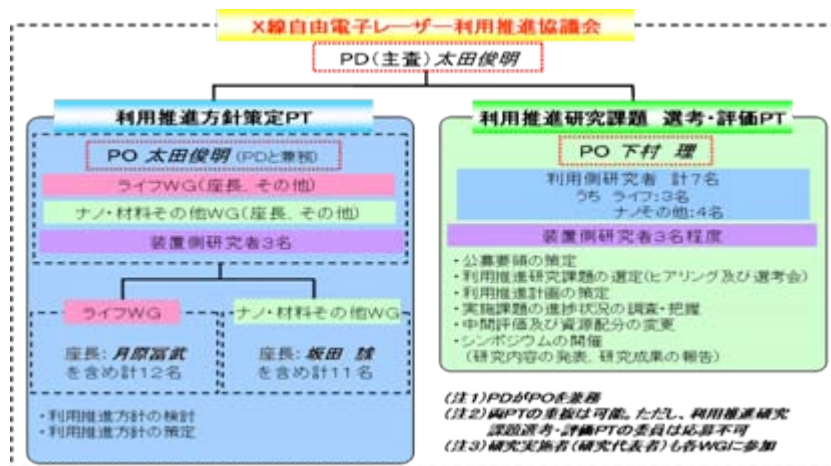 X線自由電子レーザー利用推進協議会
PD(主査)太田俊明
利用推進方針策定PT
PO 太田俊明(PDと兼務)
ライフWG(座長、その他)
ナノ・材料その他WG(座長、その他)
装置側研究者3名
ライフWG
座長:月原冨武
を含め計12名
ナノ・材料その他WG
座長:坂田 誠
を含め計11名
・利用推進方針の検討
・利用推進方針の策定
利用推進研究課題 選考・評価PT
PO 下村 理
利用側研究者 計7名
うち ライフ:3名
ナノその他:4名
装置側研究者3名程度
・公募要領の策定
・利用推進研究課題の選定(ヒアリング及び選考会)
・利用推進計画の策定
・実施課題の進捗状況の調査・把握
・中間評価及び資源配分の変更
・シンポジウムの開催
(研究内容の発表、研究成果の報告)
(注1)PDがPOを兼務
(注2)両PTの重複は可能。ただし、利用推進研究
課題選考・評価PTの委員は応募不可
(注3)研究実施者(研究代表者)も各WGに参加